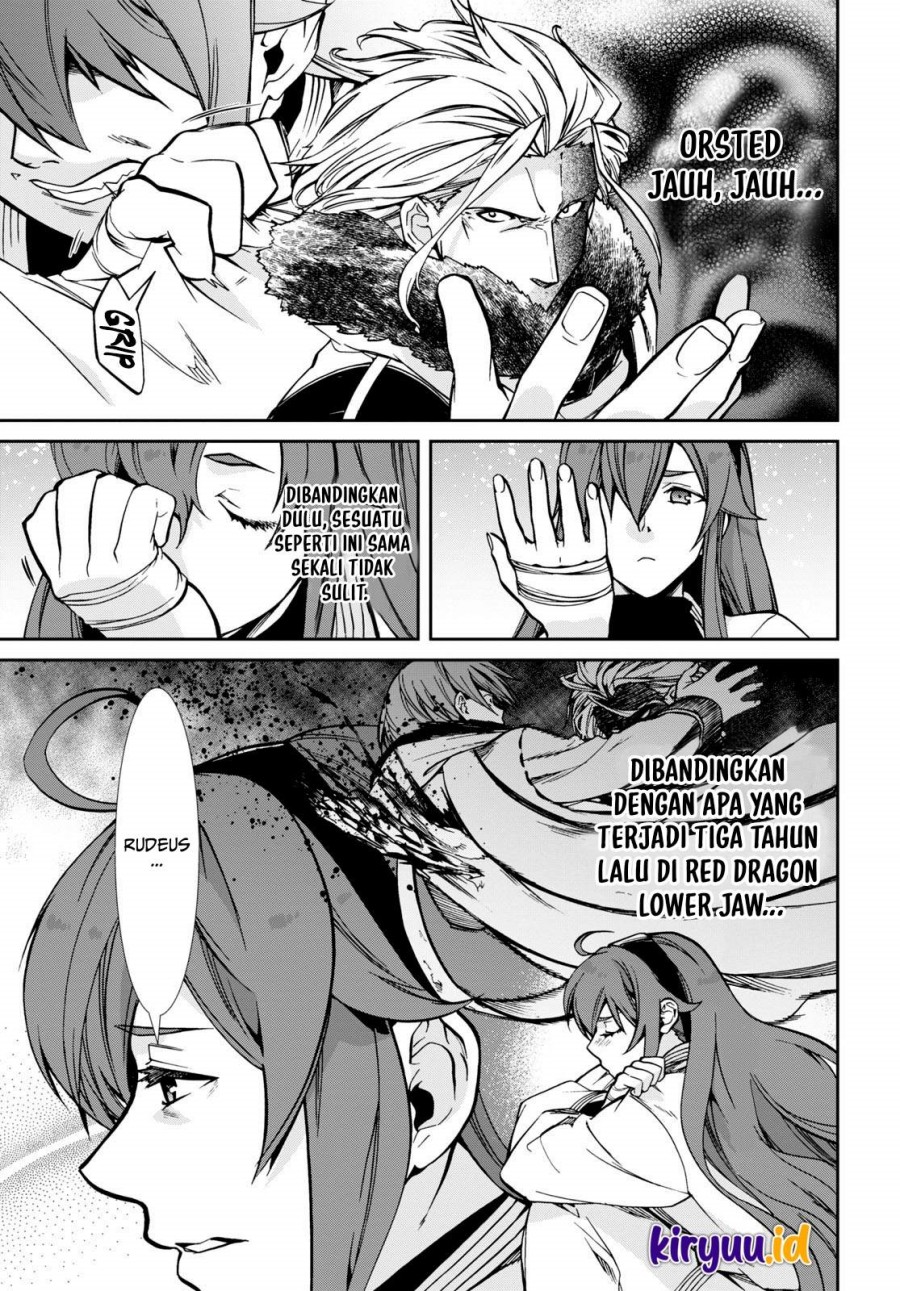 ORSTED
JAUH, JAUH...
GRIP
DIBANDINGKAN
DULU, SESUATU
SEPERTI INI SAMA
SEKALI TIDAK
SULIT.
DIBANDINGKAN
DENGAN APA YANG
TERJADI TIGA TAHUN
LALU DI RED DRAGON
LOWER JAW...
RUDEUS
...
kiryuu.id